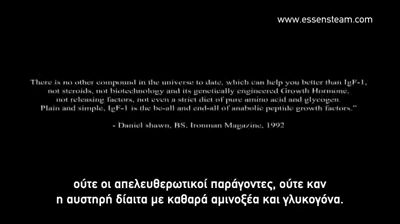 www.essensteam.com
There is no other compound in the universe to date, which can help you better than IgF-1,
not steroids, not biotechnology and its genetically engineered Growth Hormone,
not releasing factors, not even a strict diet of pure amino acid and glycogen.
Plain and simple, IgF-1 is the be-all and end-all of anabolic peptide growth factors."
- Daniel shawn, BS. Ironman Magazine, 1992
ούτε οι απελευθερωτικοί παράγοντες, ούτε καν
η αυστηρή δίαιτα με καθαρά αμινοξέα και γλυκογόνα.